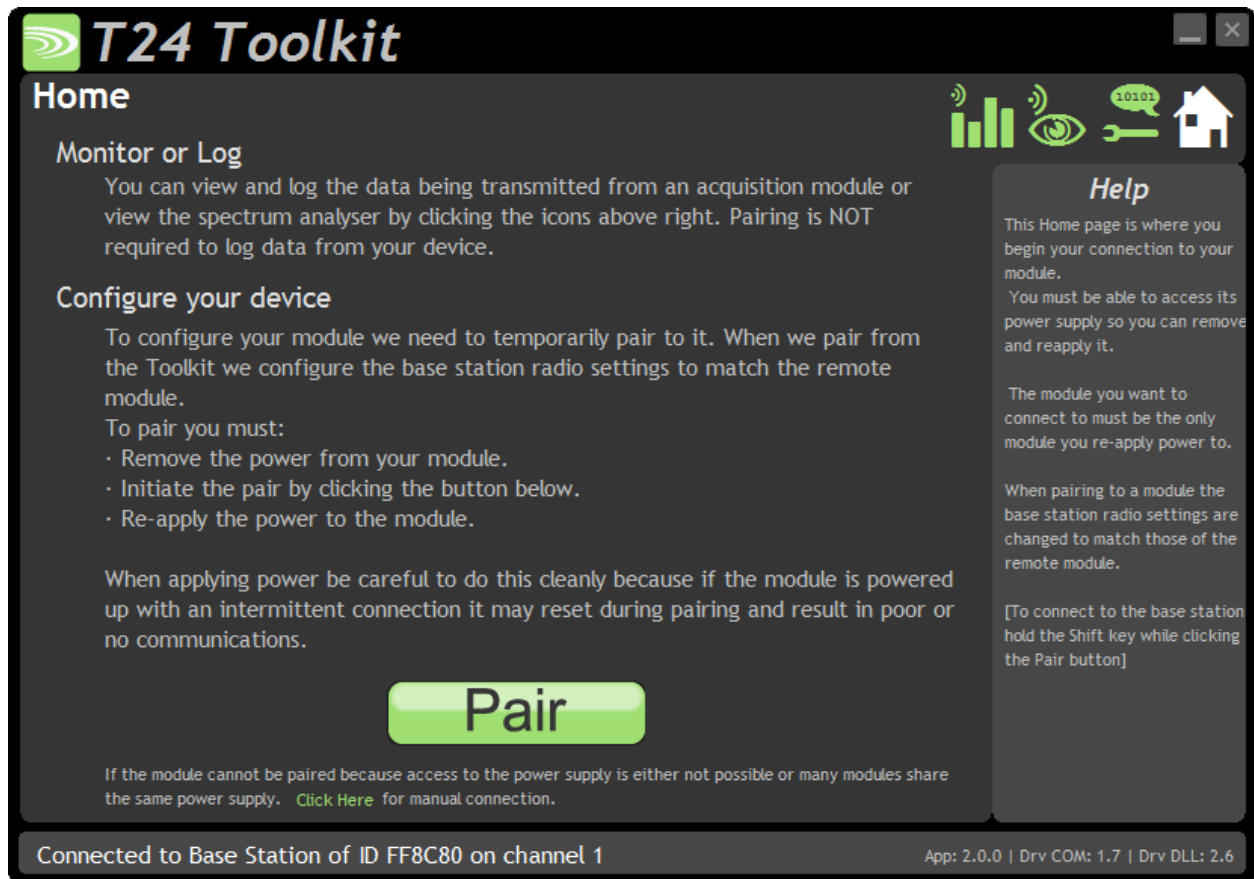 T24 Toolkit
Home
10101
Monitor or Log
You can view and log the data being transmitted from an acquisition module or
view the spectrum analyser by clicking the icons above right. Pairing is NOT
required to log data from your device.
Configure your device
To configure your module we need to temporarily pair to it. When we pair from
the Toolkit we configure the base station radio settings to match the remote
module.
To pair you must:
· Remove the power from your module.
· Initiate the pair by clicking the button below.
· Re-apply the power to the module.
When applying power be careful to do this cleanly because if the module is powered
up with an intermittent connection it may reset during pairing and result in poor or
no communications.
Pair
If the module cannot be paired because access to the power supply is either not possible or many modules share
the same power supply. Click Here for manual connection.
Help
This Home page is where you
begin your connection to your
module.
You must be able to access its
power supply so you can remove
and reapply it.
The module you want to
connect to must be the only
module you re-apply power to.
When pairing to a module the
base station radio settings are
changed to match those of the
remote module.
[To connect to the base station
hold the Shift key while clicking
the Pair button]
Connected to Base Station of ID FF8C80 on channel 1
App: 2.0.0 | Drv COM: 1.7 | Drv DLL: 2.6